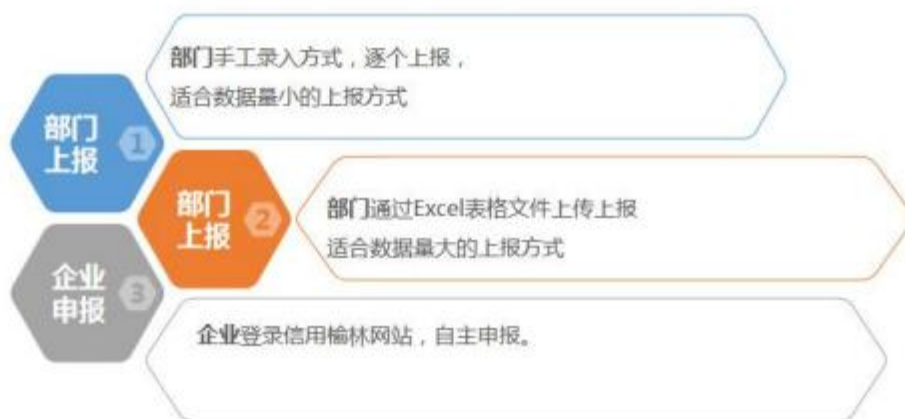 部门
上报
1
部门手工录入方式，逐个上报，
适合数据量小的上报方式
部门
上报
2
部门通过Excel表格文件上传上报
适合数据量大的上报方式
企业
申报
3
企业登录信用榆林网站，自主申报。